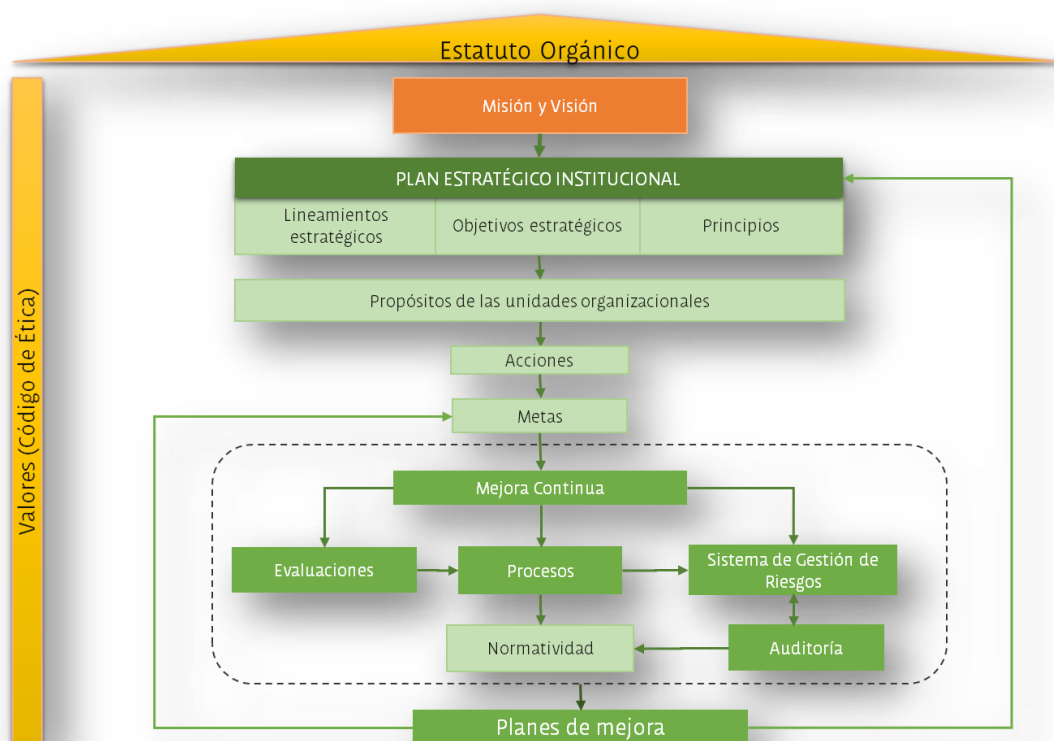 Estatuto Orgánico
Valores (Código de Ética)
Misión y Visión
PLAN ESTRATÉGICO INSTITUCIONAL
Lineamientos
estratégicos
Objetivos estratégicos
Principios
Propósitos de las unidades organizacionales
Acciones
Metas
Mejora Continua
Evaluaciones
Procesos
Sistema de Gestión de
Riesgos
Normatividad
Auditoría
Planes de mejora